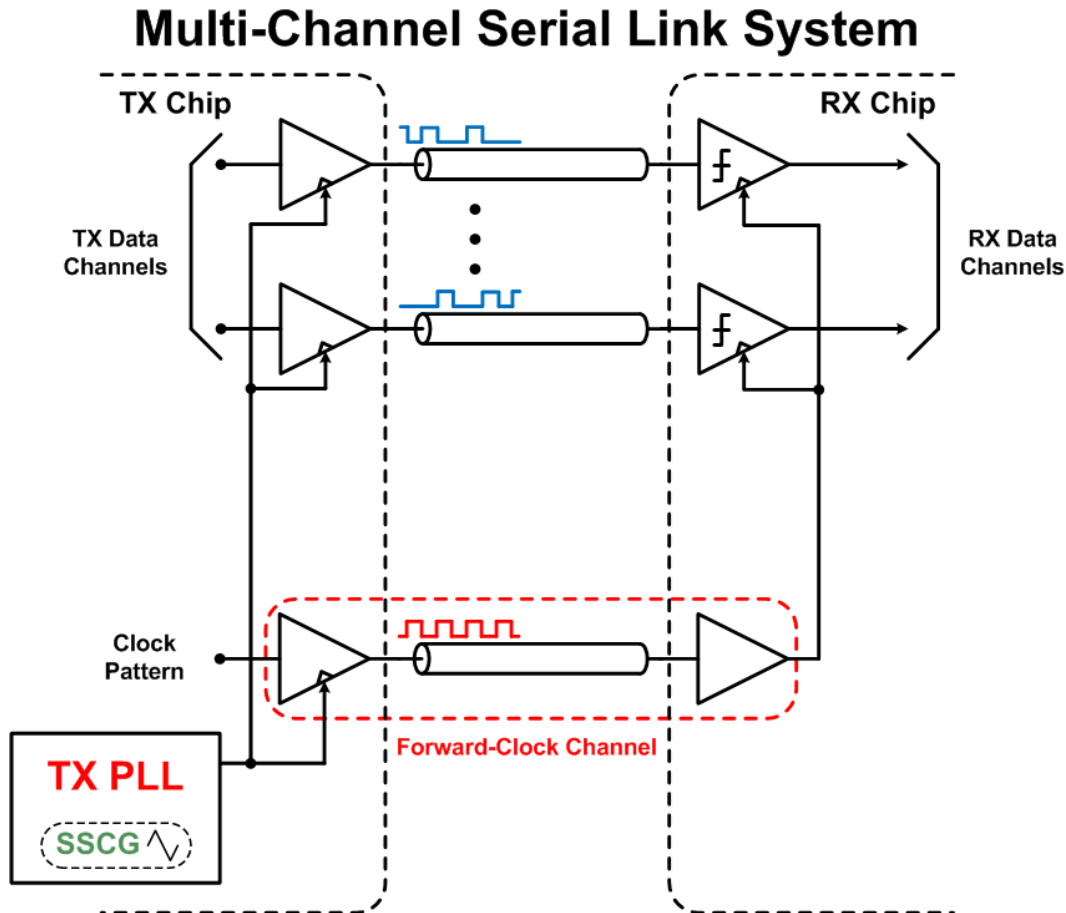 Multi-Channel Serial Link System
TX Chip
RX Chip
TX Data
Channels
RX Data
Channels
Clock
Pattern
Forward-Clock Channel
TX PLL
SSCG